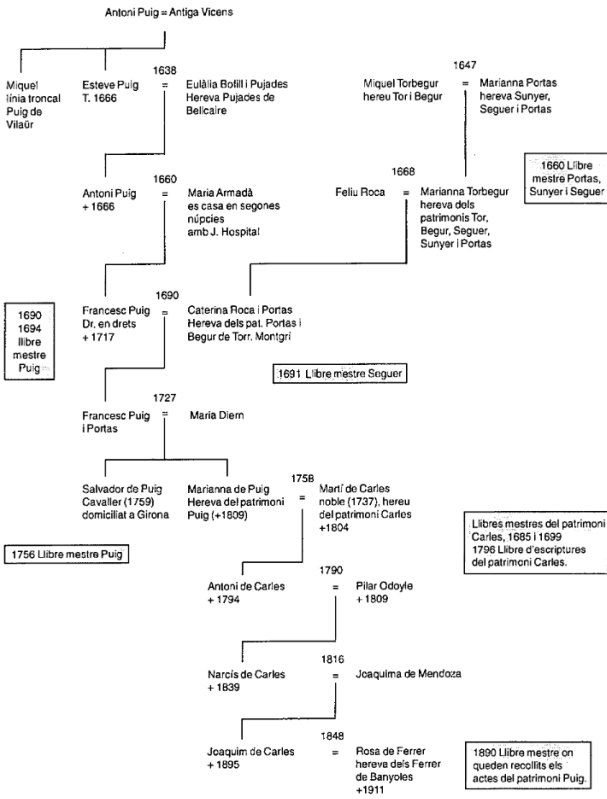 Antoni Puig = Antiga Vicens
Miquel
línia troncal
Puig de
Vilaür
Esteve Puig
T. 1666
1638
=
Eulàlia Bofill i Pujades
Hereva Pujades de
Bellcaire
Miquel Torbegur
hereu Tor i Begur
1647
=
Marianna Portas
hereva Sunyer,
Seguer i Portas
1660 Llibre
mestre Portas,
Sunyer i Seguer
Antoni Puig
+ 1666
1660
=
Maria Armadà
es casa en segones
núpcies
amb J. Hospital
Feliu Roca
1668
=
Marianna Torbegur
hereva dels
patrimonis Tor,
Begur, Seguer,
Sunyer i Portas
1690
1694
llibre
mestre
Puig
Francesc Puig
Dr. en drets
+ 1717
1690
=
Caterina Roca i Portas
Hereva dels pat. Portas i
Begur de Torr. Montgrí
1691 Llibre mestre Seguer
Francesc Puig
i Portas
1727
=
Maria Diern
Salvador de Puig
Cavaller (1759)
domiciliat a Girona
Marianna de Puig
Hereva del patrimoni
Puig (+1809)
1758
=
Martí de Carles
noble (1737), hereu
del patrimoni Carles
+1804
1756 Llibre mestre Puig
Llibres mestres del patrimoni
Carles, 1685 i 1699
1796 Llibre d'escriptures
del patrimoni Carles.
Antoni de Carles
+ 1794
1790
=
Pilar Odoyle
+ 1809
Narcís de Carles
+ 1839
1816
=
Joaquima de Mendoza
Joaquim de Carles
+ 1895
1848
=
Rosa de Ferrer
hereva dels Ferrer
de Banyoles
+1911
1890 Llibre mestre on
queden recollits els
actes del patrimoni Puig.